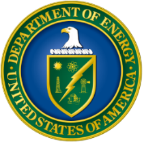 DEPARTMENT OF ENERGY
UNITED STATES OF AMERICA